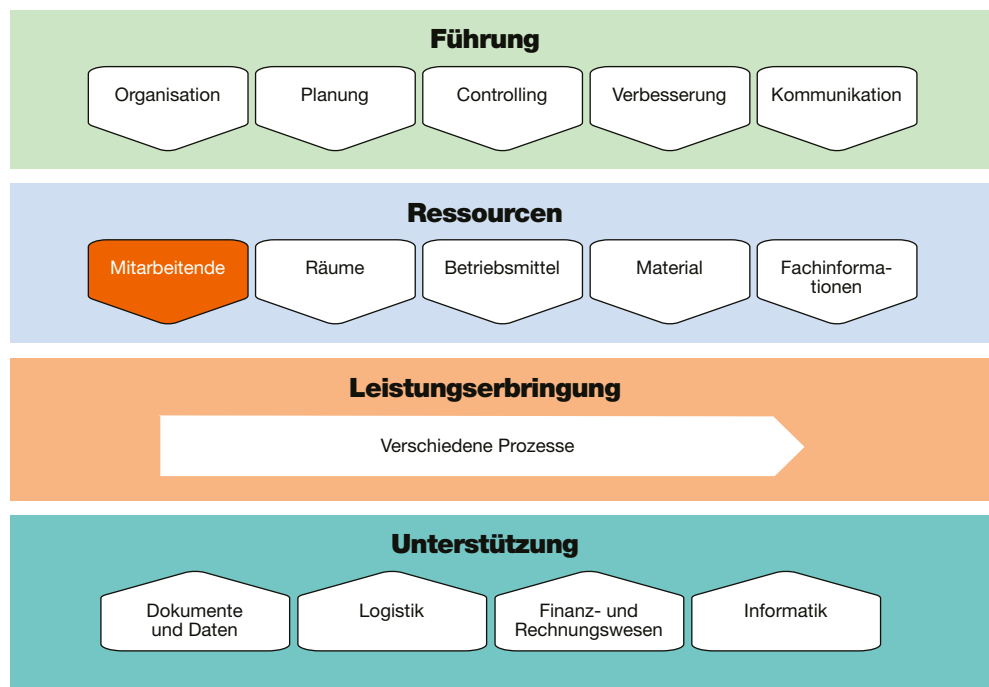 Führung
Organisation
Planung
Controlling
Verbesserung
Kommunikation
Ressourcen
Mitarbeitende
Räume
Betriebsmittel
Material
Fachinforma-
tionen
Leistungserbringung
Verschiedene Prozesse
Unterstützung
Dokumente
und Daten
Logistik
Finanz- und
Rechnungswesen
Informatik